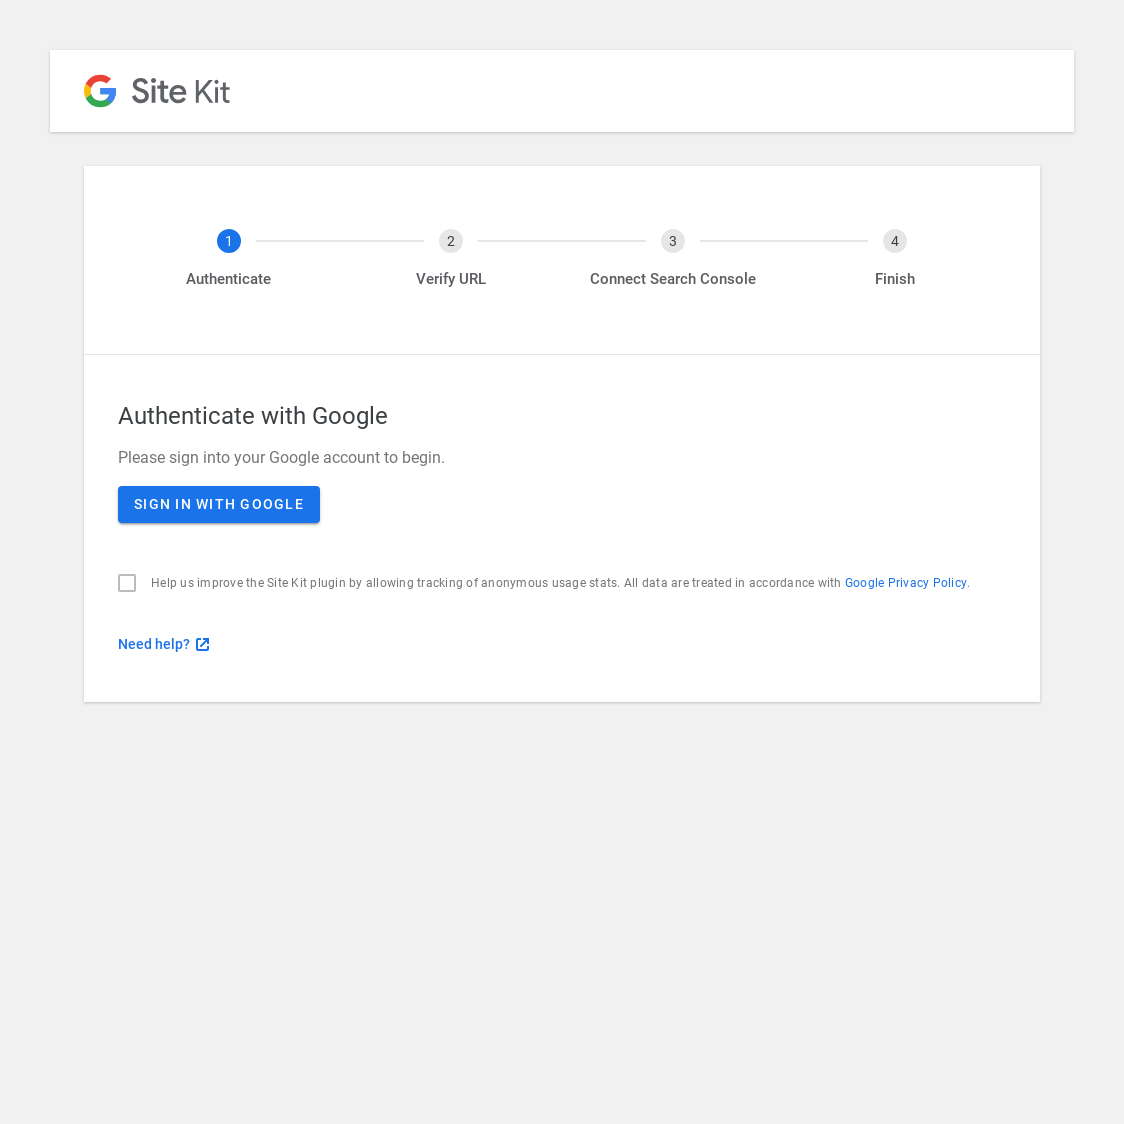 Site Kit
1 2 3 4
Authenticate Verify URL Connect Search Console Finish
Authenticate with Google
Please sign into your Google account to begin.
SIGN IN WITH GOOGLE
Help us improve the Site Kit plugin by allowing tracking of anonymous usage stats. All data are treated in accordance with Google Privacy Policy.
Need help?